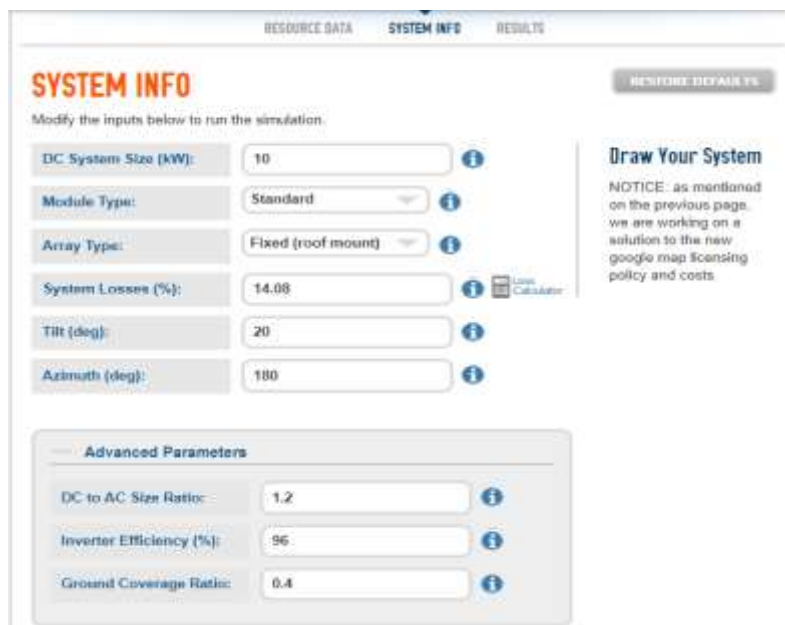 RESOURCE DATA SYSTEM INFO RESULTS
SYSTEM INFO
RESTORE DEFAULTS
Modify the inputs below to run the simulation.
DC System Size (kW): 10
Module Type: Standard
Array Type: Fixed (roof mount)
System Losses (%): 14.08
Loss
Calculator
Tilt (deg): 20
Azimuth (deg): 180
Draw Your System
NOTICE: as mentioned
on the previous page,
we are working on a
solution to the new
google map licensing
policy and costs
Advanced Parameters
DC to AC Size Ratio: 1.2
Inverter Efficiency (%): 96
Ground Coverage Ratio: 0.4